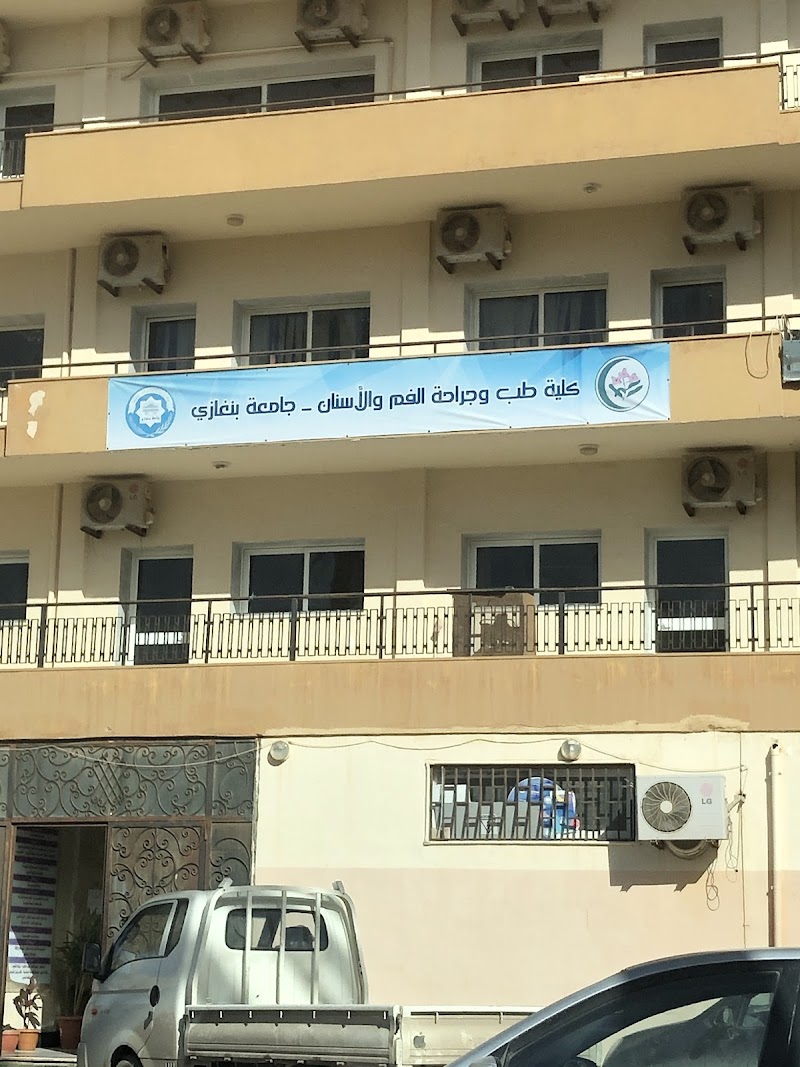 كلية طب وجراحة الفم والأسنان – جامعة بنغازي
LG